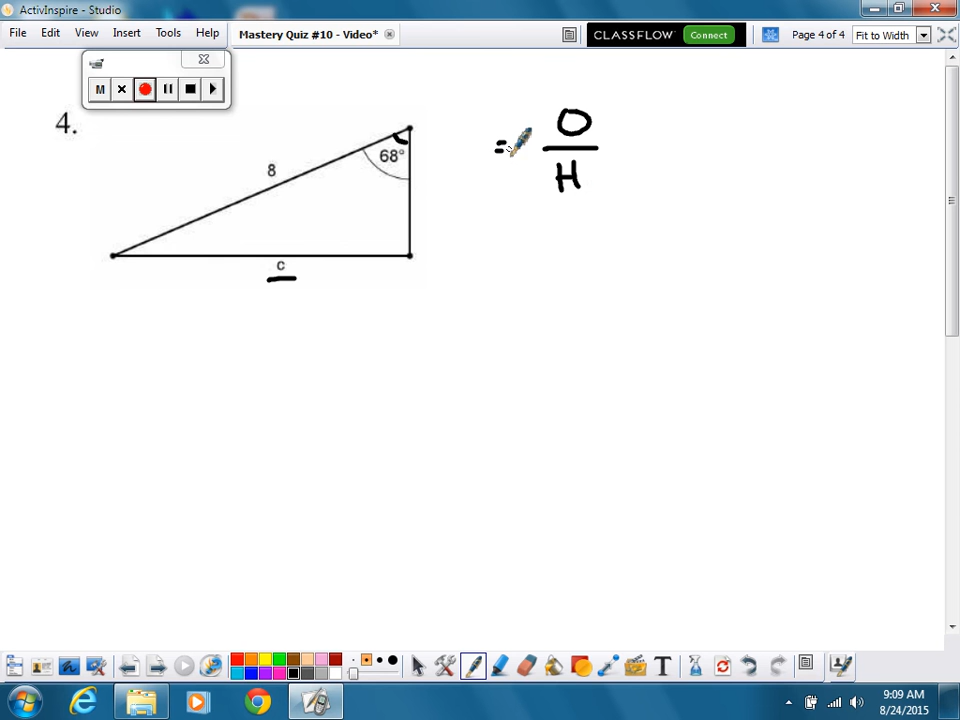 ActivInspire - Studio
File Edit View Insert Tools Help
Mastery Quiz #10 - Video*
CLASSFLOW Connect
Page 4 of 4
Fit to Width
M
4.
68°
8
c
= O
H
T
9:09 AM
8/24/2015